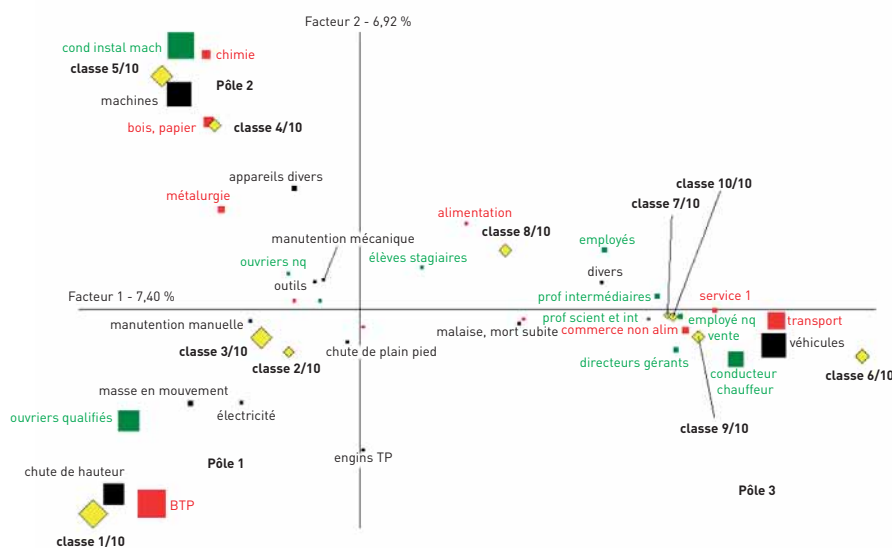 Facteur 2 - 6,92 %
cond instal mach
chimie
classe 5/10
Pôle 2
machines
bois, papier
classe 4/10
appareils divers
classe 10/10
métalurgie
classe 7/10
alimentation
classe 8/10
manutention mécanique
employés
ouvriers nq
élèves stagiaires
outils
divers
Facteur 1 - 7,40 %
prof intermédiaires
service 1
manutention manuelle
malaise, mort subite
prof scient et int
employé nq
vente
transport
commerce non alim
classe 3/10
chute de plain pied
véhicules
classe 2/10
directeurs gérants
conducteur
chauffeur
classe 6/10
masse en mouvement
électricité
ouvriers qualifiés
classe 9/10
engins TP
Pôle 1
chute de hauteur
Pôle 3
BTP
classe 1/10